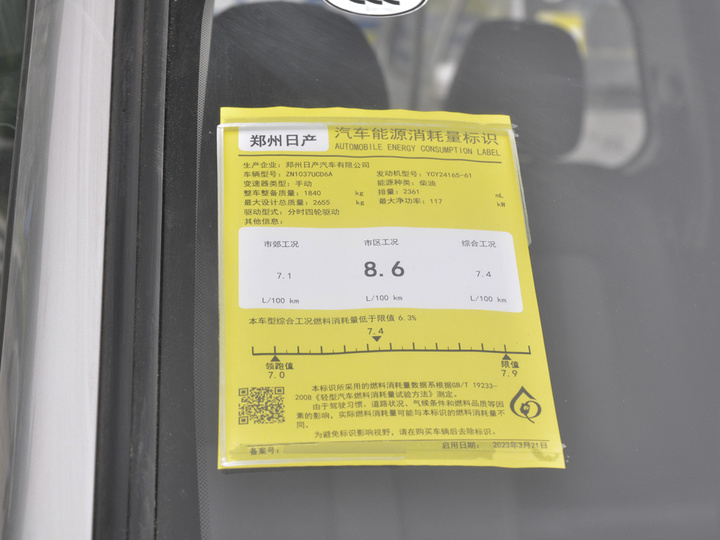 郑州日产 汽车能源消耗量标识
AUTOMOBILE ENERGY CONSUMPTION LABEL
生产企业: 郑州日产汽车有限公司
车辆型号: ZN1037UCD6A 发动机型号: YCY24165-61
变速器类型: 手动 能源种类: 柴油
整车整备质量: 1840 kg 排量: 2361 mL
最大设计总质量: 2655 kg 最大净功率: 117 kW
驱动型式: 分时四轮驱动
其他信息:
市郊工况 市区工况 综合工况
7.1 8.6 7.4
L/100 km L/100 km L/100 km
本车型综合工况燃料消耗量低于限值 6.3%
7.4
领跑值 限值
7.0 7.9
本标识所采用的燃料消耗量数据系根据GB/T 19233-
2008《轻型汽车燃料消耗量试验方法》测定。
由于驾驶习惯、道路状况、气候条件和燃料品质等因
素的影响, 实际燃料消耗量可能与本标识的燃料消耗量不
同。
为避免标识影响视野, 请在购买车辆后去除标识。
备案号: 启用日期: 2023年3月21日